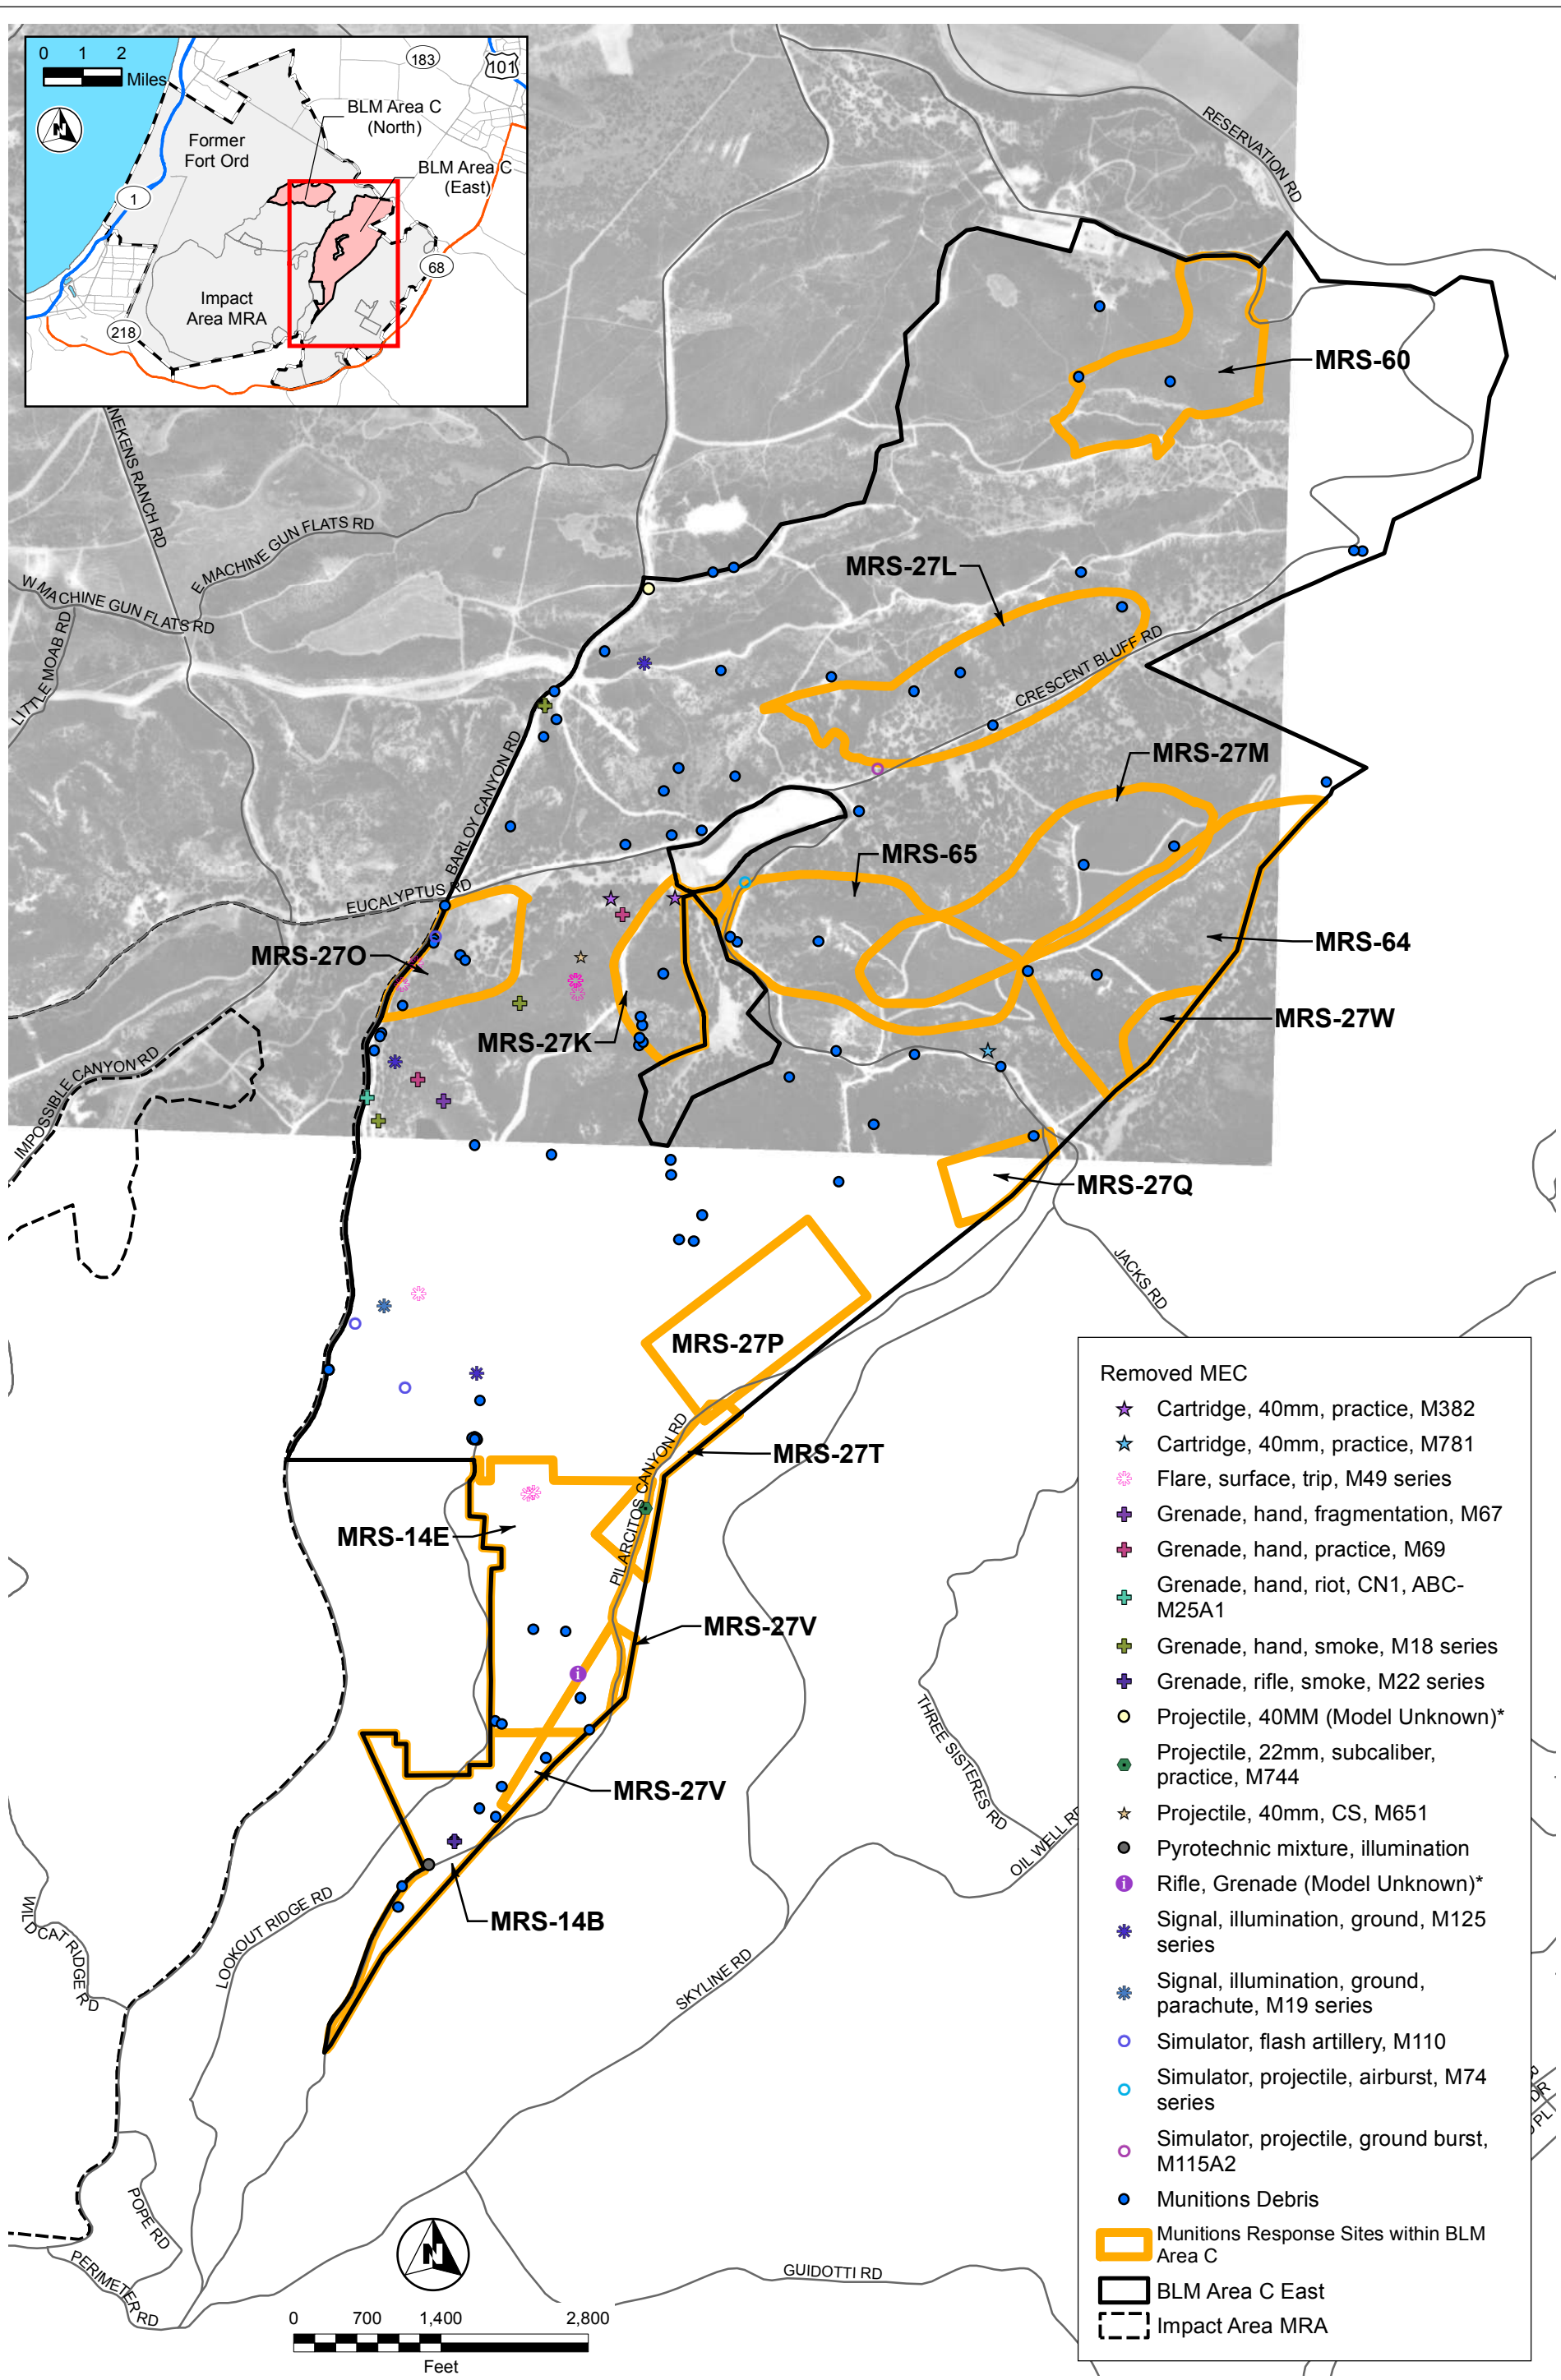 0 1 2
Miles
N
183
101
BLM Area C
(North)
Former
Fort Ord
BLM Area C
(East)
1
68
Impact
Area MRA
218
RESERVATION RD
MRS-60
E MACHINE GUN FLATS RD
W MACHINE GUN FLATS RD
LITTLE MOAB RD
MRS-27L
CRESCENT BLUFF RD
MRS-27M
BARLOY CANYON RD
MRS-65
EUCALYPTUS RD
MRS-64
MRS-27O
MRS-27W
MRS-27K
IMPOSSIBLE CANYON RD
MRS-27Q
JACKS RD
MRS-27P
MRS-27T
PILARCITOS CANYON RD
MRS-14E
MRS-27V
THREE SISTERES RD
MRS-27V
OIL WELL RD
MRS-14B
WILDCAT RIDGE RD
LOOKOUT RIDGE RD
SKYLINE RD
POPE RD
PERIMETER RD
GUIDOTTI RD
N
0 700 1,400 2,800
Feet
Removed MEC
Cartridge, 40mm, practice, M382
Cartridge, 40mm, practice, M781
Flare, surface, trip, M49 series
Grenade, hand, fragmentation, M67
Grenade, hand, practice, M69
Grenade, hand, riot, CN1, ABC-
M25A1
Grenade, hand, smoke, M18 series
Grenade, rifle, smoke, M22 series
Projectile, 40MM (Model Unknown)*
Projectile, 22mm, subcaliber,
practice, M744
Projectile, 40mm, CS, M651
Pyrotechnic mixture, illumination
Rifle, Grenade (Model Unknown)*
Signal, illumination, ground, M125
series
Signal, illumination, ground,
parachute, M19 series
Simulator, flash artillery, M110
Simulator, projectile, airburst, M74
series
Simulator, projectile, ground burst,
M115A2
Munitions Debris
Munitions Response Sites within BLM
Area C
BLM Area C East
Impact Area MRA